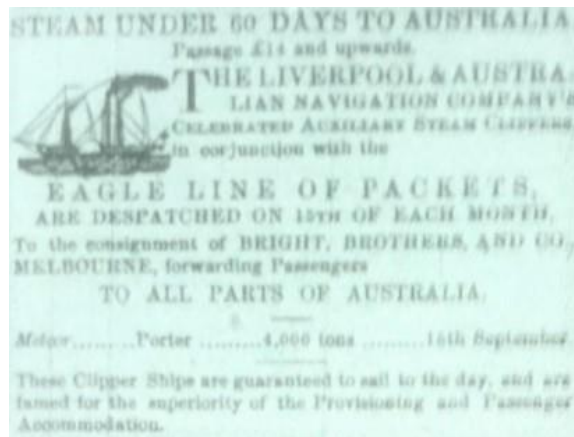 STEAM UNDER 60 DAYS TO AUSTRALIA
Passage £14 and upwards.
THE LIVERPOOL & AUSTRA-
LIAN NAVIGATION COMPANY'S
CELEBRATED AUXILIARY STEAM CLIPPERS
in conjunction with the
EAGLE LINE OF PACKETS,
ARE DESPATCHED ON 15TH OF EACH MONTH,
To the consignment of BRIGHT, BROTHERS, AND CO.,
MELBOURNE, forwarding Passengers
TO ALL PARTS OF AUSTRALIA.
Meteor.........Porter .........4,000 tons .........15th September.
These Clipper Ships are guaranteed to sail to the day, and are
famed for the superiority of the Provisioning and Passenger
Accommodation.